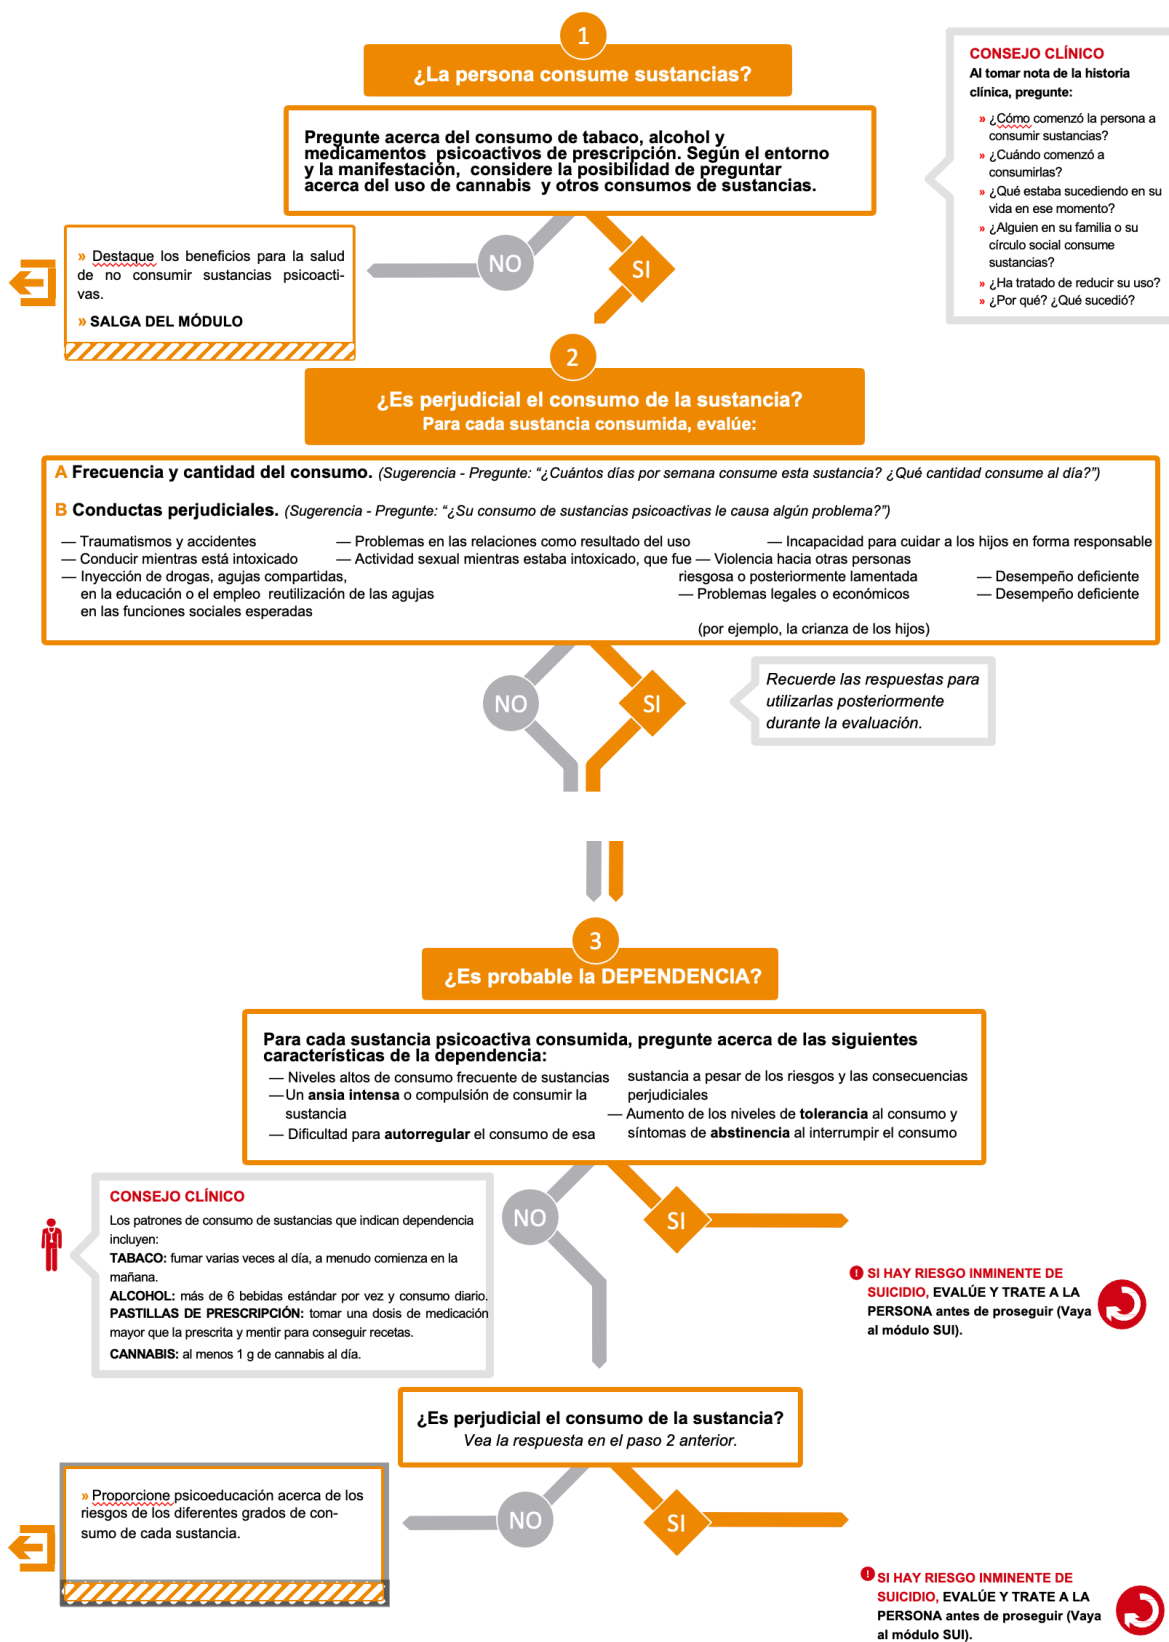 1
¿La persona consume sustancias?
Pregunte acerca del consumo de tabaco, alcohol y
medicamentos psicoactivos de prescripción. Según el entorno
y la manifestación, considere la posibilidad de preguntar
acerca del uso de cannabis y otros consumos de sustancias.
CONSEJO CLÍNICO
Al tomar nota de la historia
clínica, pregunte:
» ¿Cómo comenzó la persona a
consumir sustancias?
» ¿Cuándo comenzó a
consumirlas?
» ¿Qué estaba sucediendo en su
vida en ese momento?
» ¿Alguien en su familia o su
círculo social consume
sustancias?
» ¿Ha tratado de reducir su uso?
» ¿Por qué? ¿Qué sucedió?
NO
SI
» Destaque los beneficios para la salud
de no consumir sustancias psicoacti-
vas.
» SALGA DEL MÓDULO
2
¿Es perjudicial el consumo de la sustancia?
Para cada sustancia consumida, evalúe:
A Frecuencia y cantidad del consumo. (Sugerencia - Pregunte: “¿Cuántos días por semana consume esta sustancia? ¿Qué cantidad consume al día?”)
B Conductas perjudiciales. (Sugerencia - Pregunte: “¿Su consumo de sustancias psicoactivas le causa algún problema?”)
— Traumatismos y accidentes — Problemas en las relaciones como resultado del uso — Incapacidad para cuidar a los hijos en forma responsable
— Conducir mientras está intoxicado — Actividad sexual mientras estaba intoxicado, que fue — Violencia hacia otras personas
— Inyección de drogas, agujas compartidas, riesgosa o posteriormente lamentada — Desempeño deficiente
en la educación o el empleo reutilización de las agujas — Problemas legales o económicos — Desempeño deficiente
en las funciones sociales esperadas
(por ejemplo, la crianza de los hijos)
NO
SI
Recuerde las respuestas para
utilizarlas posteriormente
durante la evaluación.
3
¿Es probable la DEPENDENCIA?
Para cada sustancia psicoactiva consumida, pregunte acerca de las siguientes
características de la dependencia:
— Niveles altos de consumo frecuente de sustancias
— Un ansia intensa o compulsión de consumir la
sustancia
— Dificultad para autorregular el consumo de esa
sustancia a pesar de los riesgos y las consecuencias
perjudiciales
— Aumento de los niveles de tolerancia al consumo y
síntomas de abstinencia al interrumpir el consumo
NO
SI
CONSEJO CLÍNICO
Los patrones de consumo de sustancias que indican dependencia
incluyen:
TABACO: fumar varias veces al día, a menudo comienza en la
mañana.
ALCOHOL: más de 6 bebidas estándar por vez y consumo diario.
PASTILLAS DE PRESCRIPCIÓN: tomar una dosis de medicación
mayor que la prescrita y mentir para conseguir recetas.
CANNABIS: al menos 1 g de cannabis al día.
! SI HAY RIESGO INMINENTE DE
SUICIDIO, EVALÚE Y TRATE A LA
PERSONA antes de proseguir (Vaya
al módulo SUI).
¿Es perjudicial el consumo de la sustancia?
Vea la respuesta en el paso 2 anterior.
NO
SI
» Proporcione psicoeducación acerca de los
riesgos de los diferentes grados de con-
sumo de cada sustancia.
! SI HAY RIESGO INMINENTE DE
SUICIDIO, EVALÚE Y TRATE A LA
PERSONA antes de proseguir (Vaya
al módulo SUI).